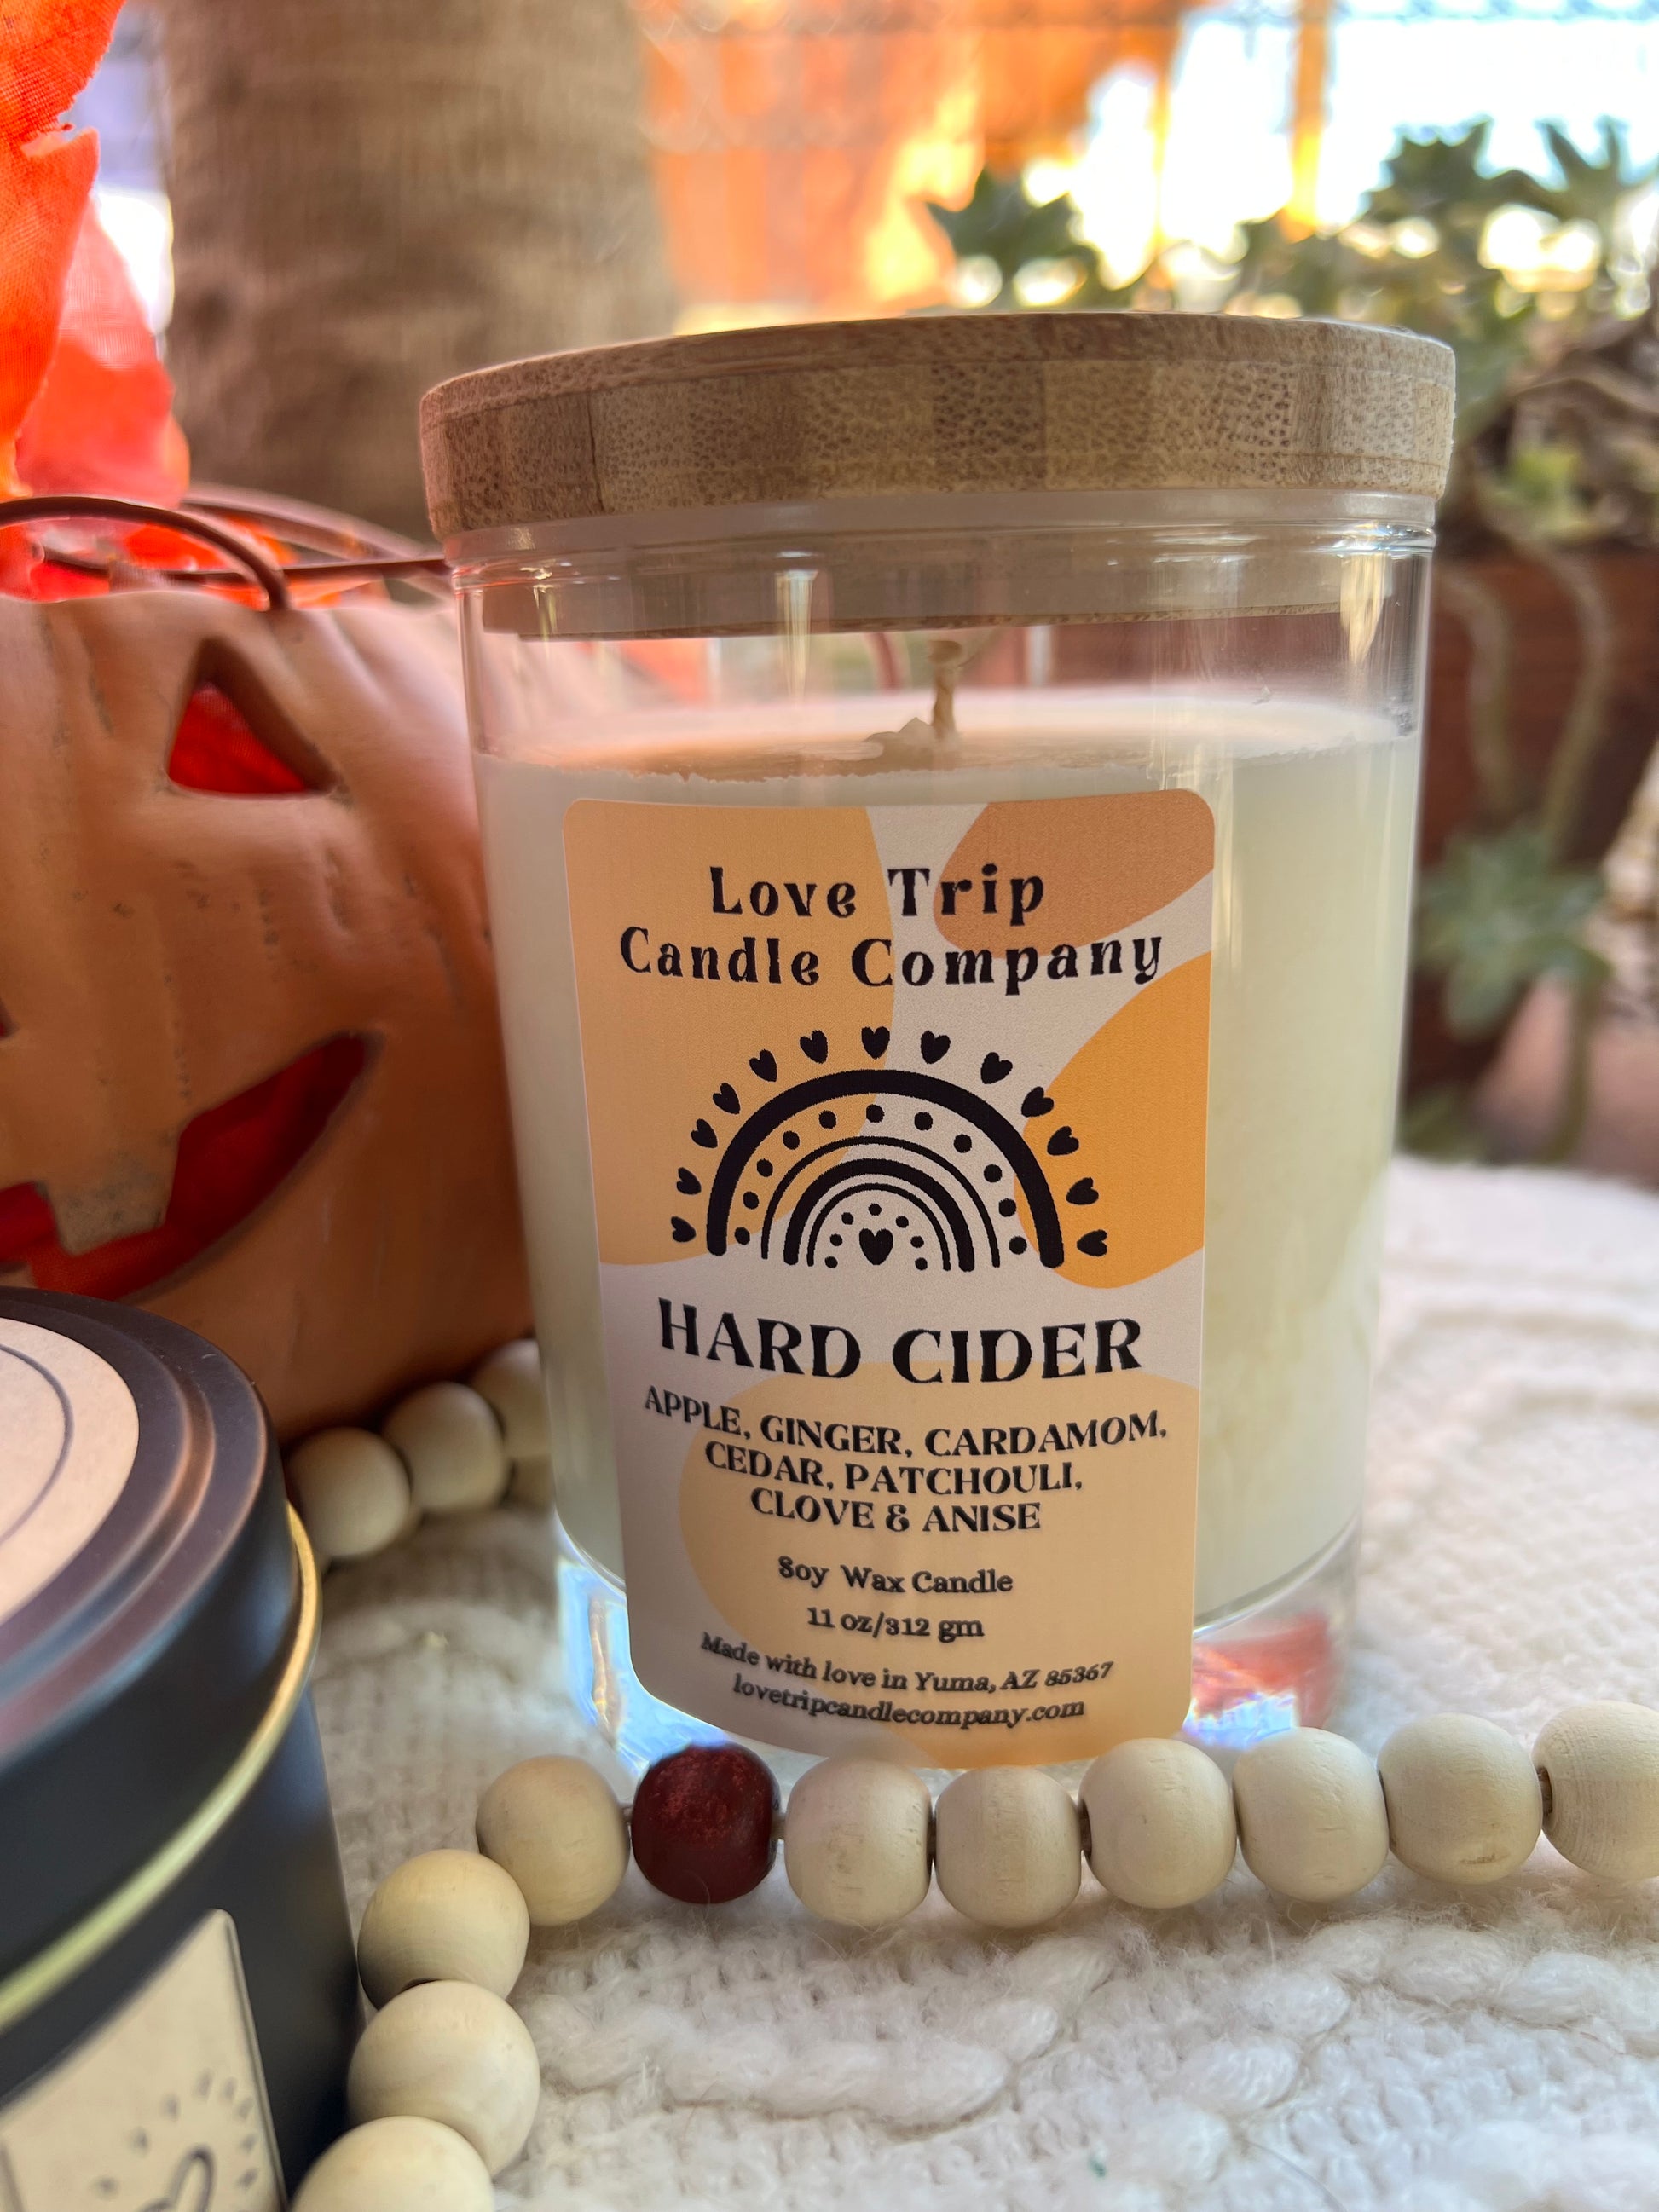 Love Trip
Candle Company
HARD CIDER
APPLE, GINGER, CARDAMOM,
CEDAR, PATCHOULI,
CLOVE & ANISE
Soy Wax Candle
11 oz/312 gm
Made with love in Yuma, AZ 85367
lovetripcandlecompany.com